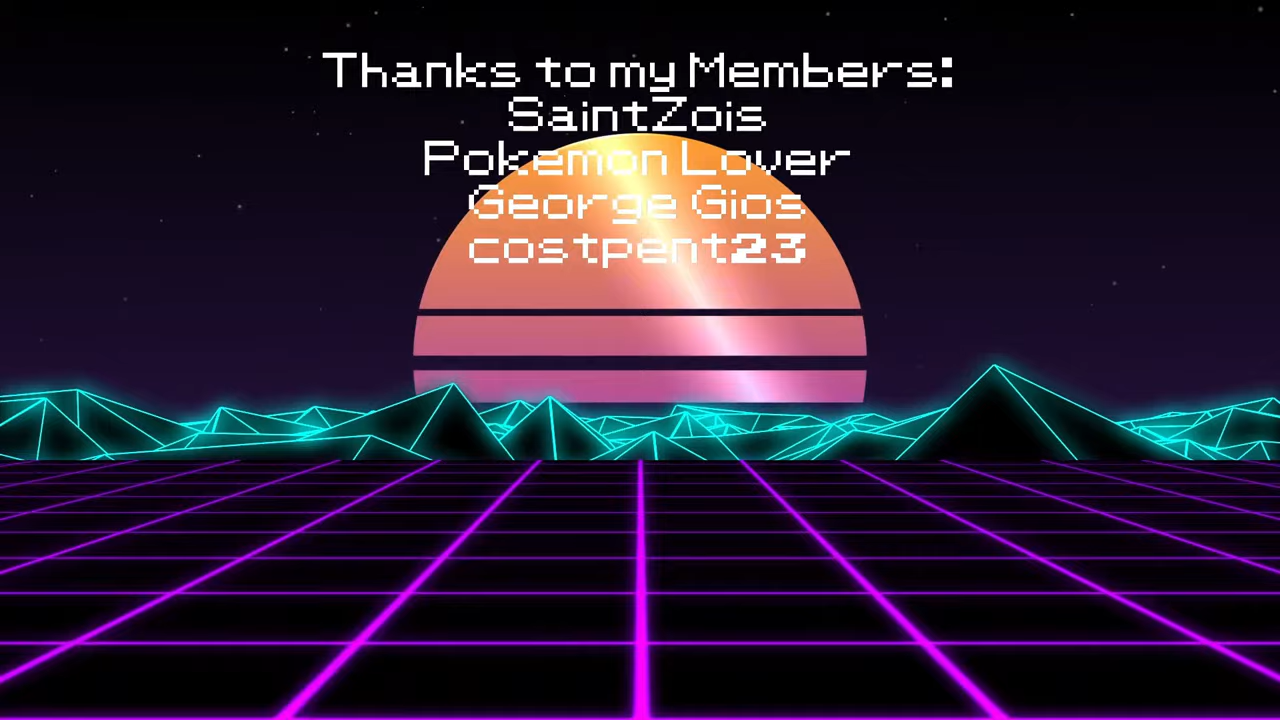 Thanks to my Members:
SaintZois
Pokemon Lover
George Gios
costpent23